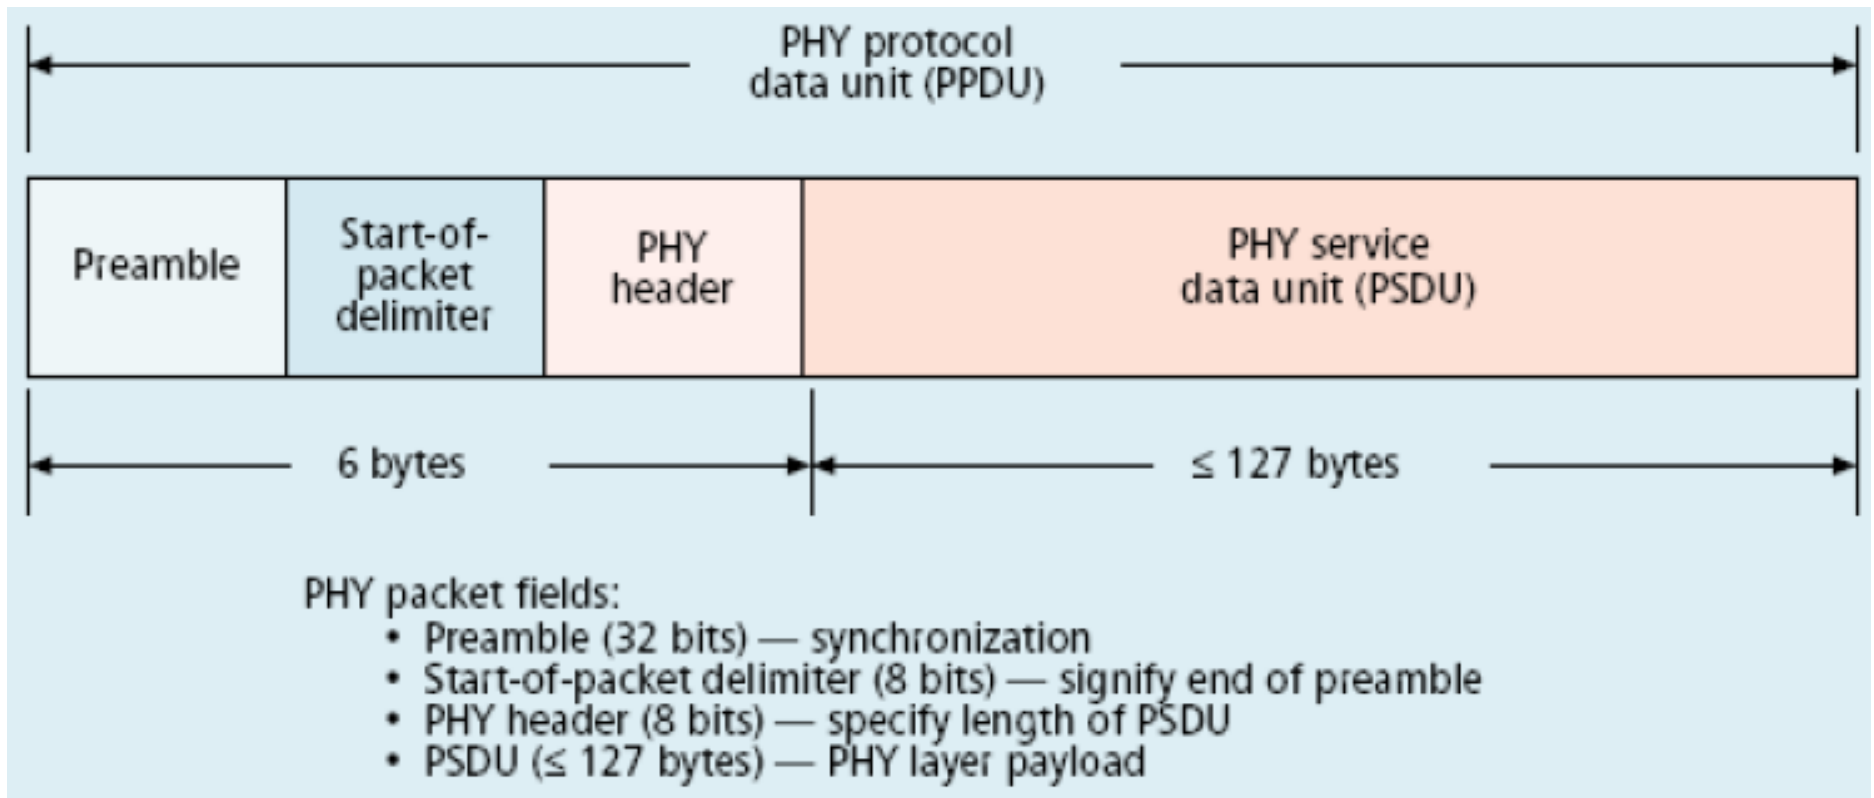 PHY protocol
data unit (PPDU)
Preamble
Start-of-
packet
delimiter
PHY
header
PHY service
data unit (PSDU)
6 bytes
≤ 127 bytes
PHY packet fields:
• Preamble (32 bits) — synchronization
• Start-of-packet delimiter (8 bits) — signify end of preamble
• PHY header (8 bits) — specify length of PSDU
• PSDU (≤ 127 bytes) — PHY layer payload